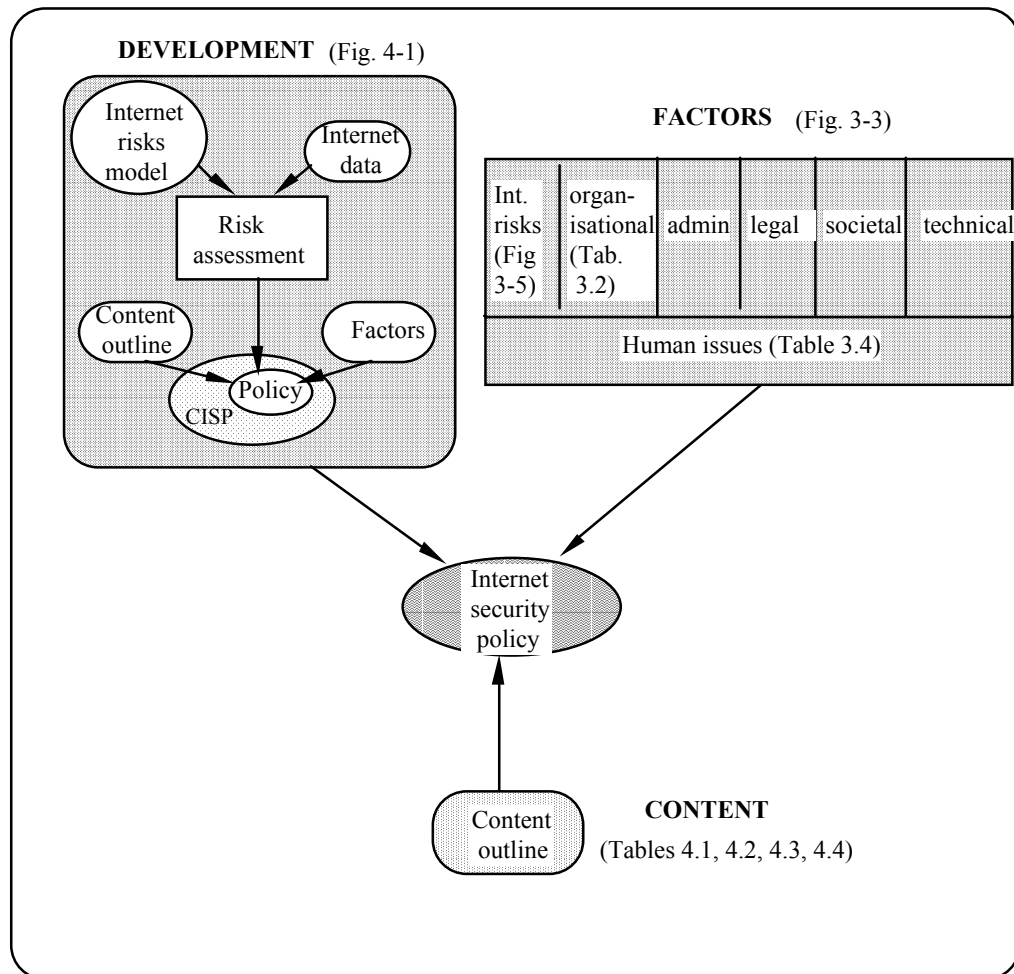 DEVELOPMENT (Fig. 4-1)
Internet
risks
model
Internet
data
Risk
assessment
Content
outline
Factors
Policy
CISP
FACTORS (Fig. 3-3)
Int.
risks
(Fig
3-5)
organ-
isational
(Tab.
3.2)
admin
legal
societal
technical
Human issues (Table 3.4)
Internet
security
policy
Content
outline
CONTENT
(Tables 4.1, 4.2, 4.3, 4.4)